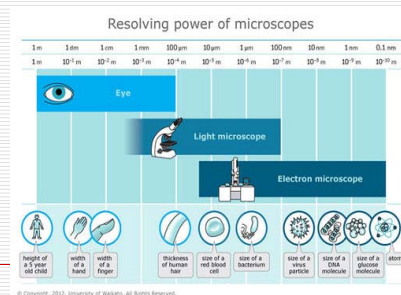 Resolving power of microscopes
1 m 1 dm 1 cm 1 mm 100 µm 10 µm 1 µm 100 nm 10 nm 1 nm 0.1 nm
1 m 10⁻¹ m 10⁻² m 10⁻³ m 10⁻⁴ m 10⁻⁵ m 10⁻⁶ m 10⁻⁷ m 10⁻⁸ m 10⁻⁹ m 10⁻¹⁰ m
Eye
Light microscope
Electron microscope
height of
a 5 year
old child
width
of a
hand
width
of a
finger
thickness
of human
hair
size of a
red blood
cell
size of a
bacterium
size of a
virus
particle
size of a
DNA
molecule
size of a
glucose
molecule
atom
© Copyright. 2012. University of Waikato. All Rights Reserved.